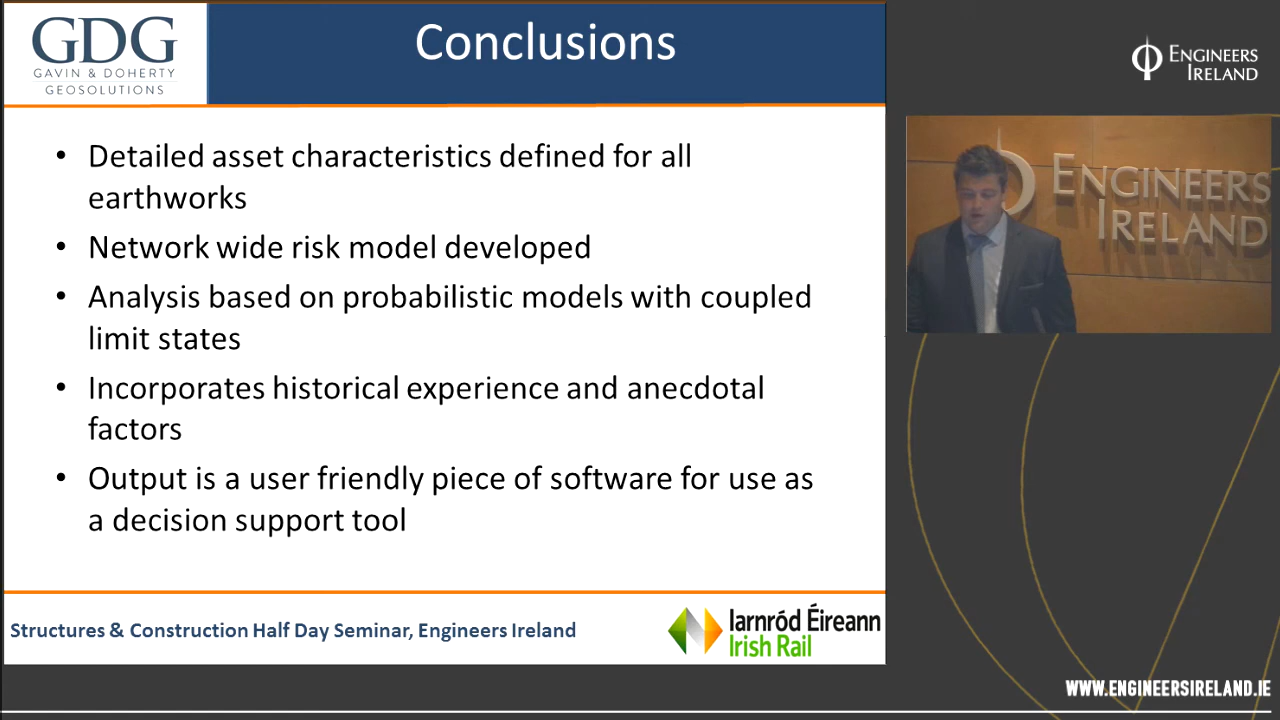 GDG
GAVIN & DOHERTY
GEOSOLUTIONS
Conclusions
• Detailed asset characteristics defined for all
earthworks
• Network wide risk model developed
• Analysis based on probabilistic models with coupled
limit states
• Incorporates historical experience and anecdotal
factors
• Output is a user friendly piece of software for use as
a decision support tool
Structures & Construction Half Day Seminar, Engineers Ireland
Iarnród Éireann
Irish Rail
ENGINEERS
IRELAND
ENGINEERS
IRELAND
WWW.ENGINEERSIRELAND.IE